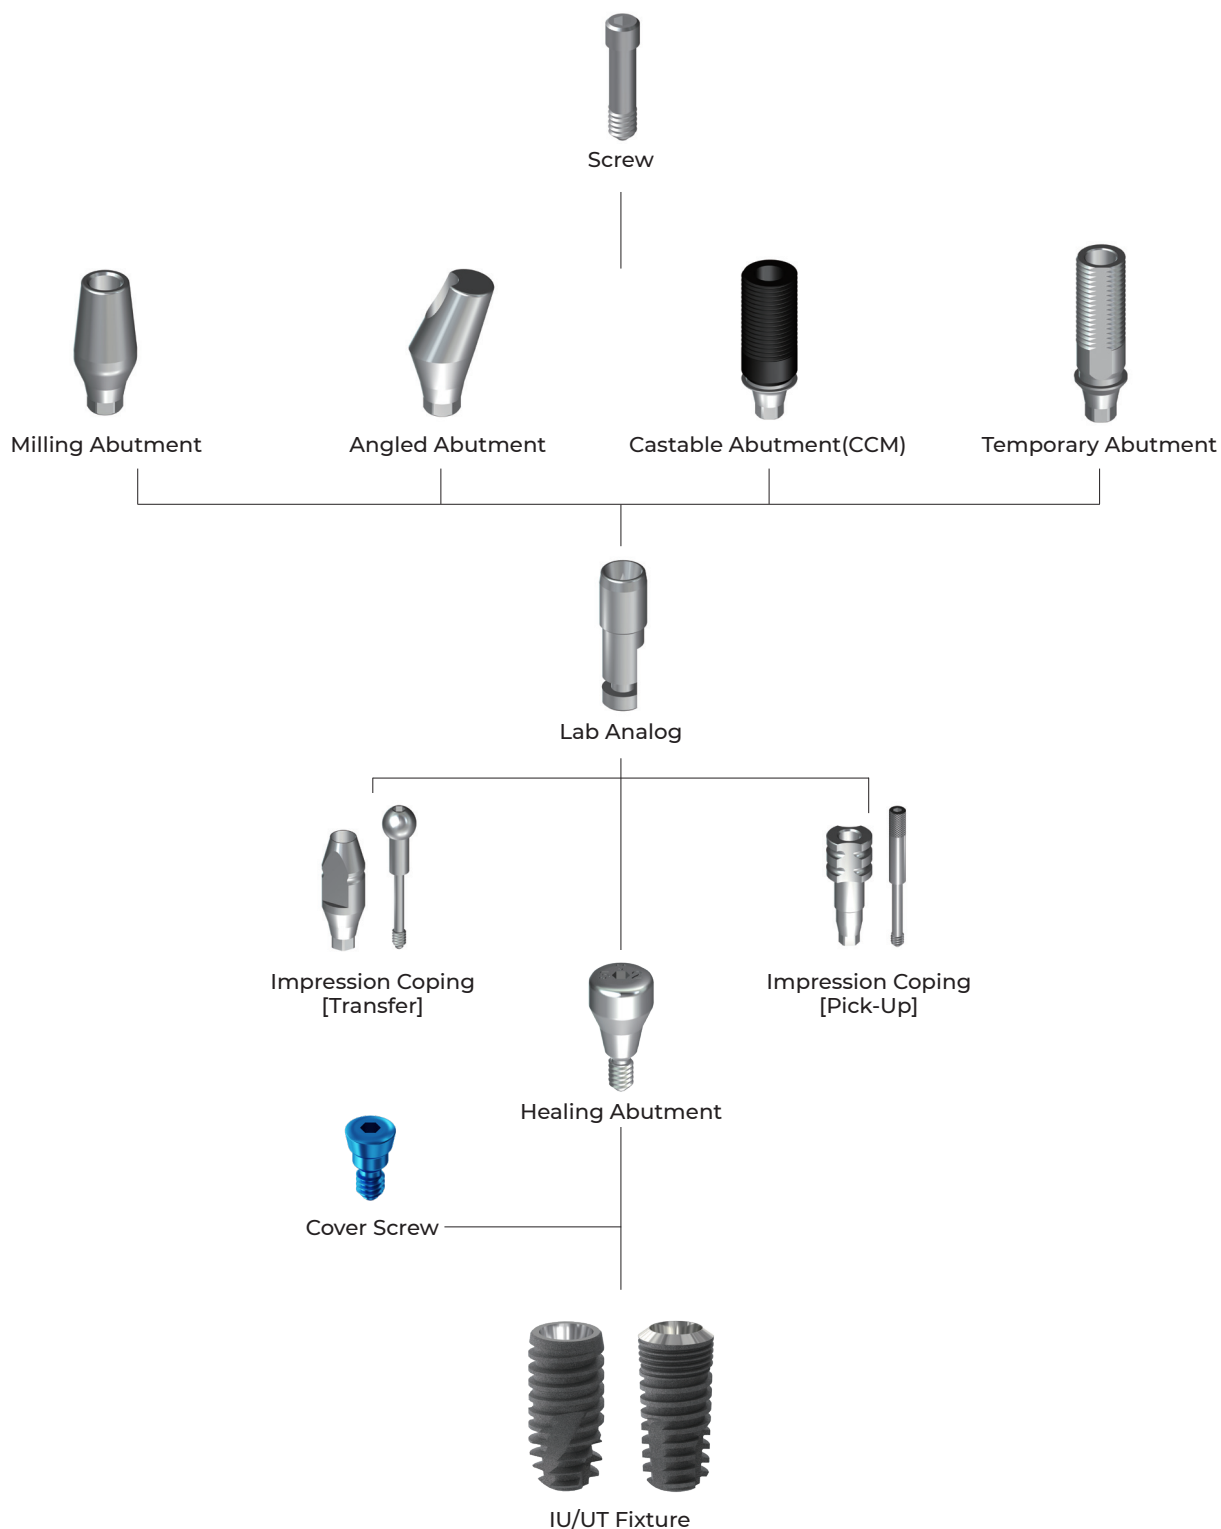 Screw
Milling Abutment
Angled Abutment
Castable Abutment(CCM)
Temporary Abutment
Lab Analog
Impression Coping
[Transfer]
Impression Coping
[Pick-Up]
Healing Abutment
Cover Screw
IU/UT Fixture